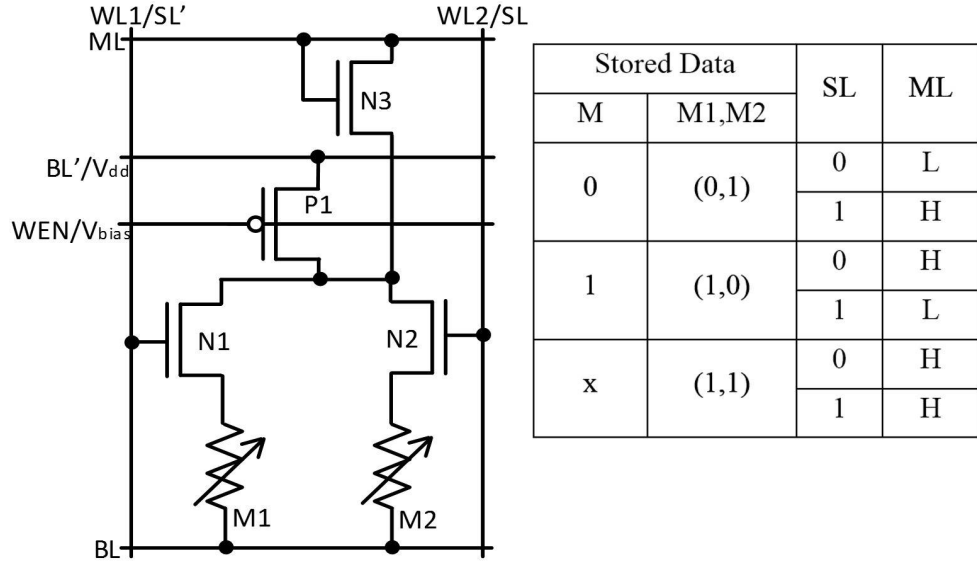 WL1/SL' WL2/SL
ML
N3
BL'/Vdd
P1
WEN/Vbias
N1 N2
M1 M2
BL
Stored Data SL ML
M M1,M2
0 (0,1) 0 L
1 H
1 (1,0) 0 H
1 L
x (1,1) 0 H
1 H